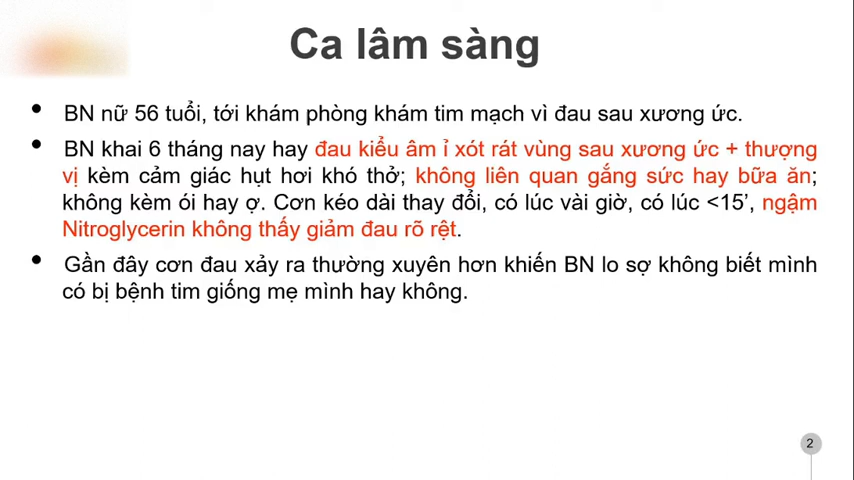 Ca lâm sàng
• BN nữ 56 tuổi, tới khám phòng khám tim mạch vì đau sau xương ức.
• BN khai 6 tháng nay hay đau kiểu âm ỉ xót rát vùng sau xương ức + thượng
vị kèm cảm giác hụt hơi khó thở; không liên quan gắng sức hay bữa ăn;
không kèm ói hay ợ. Cơn kéo dài thay đổi, có lúc vài giờ, có lúc <15’, ngậm
Nitroglycerin không thấy giảm đau rõ rệt.
• Gần đây cơn đau xảy ra thường xuyên hơn khiến BN lo sợ không biết mình
có bị bệnh tim giống mẹ mình hay không.
2